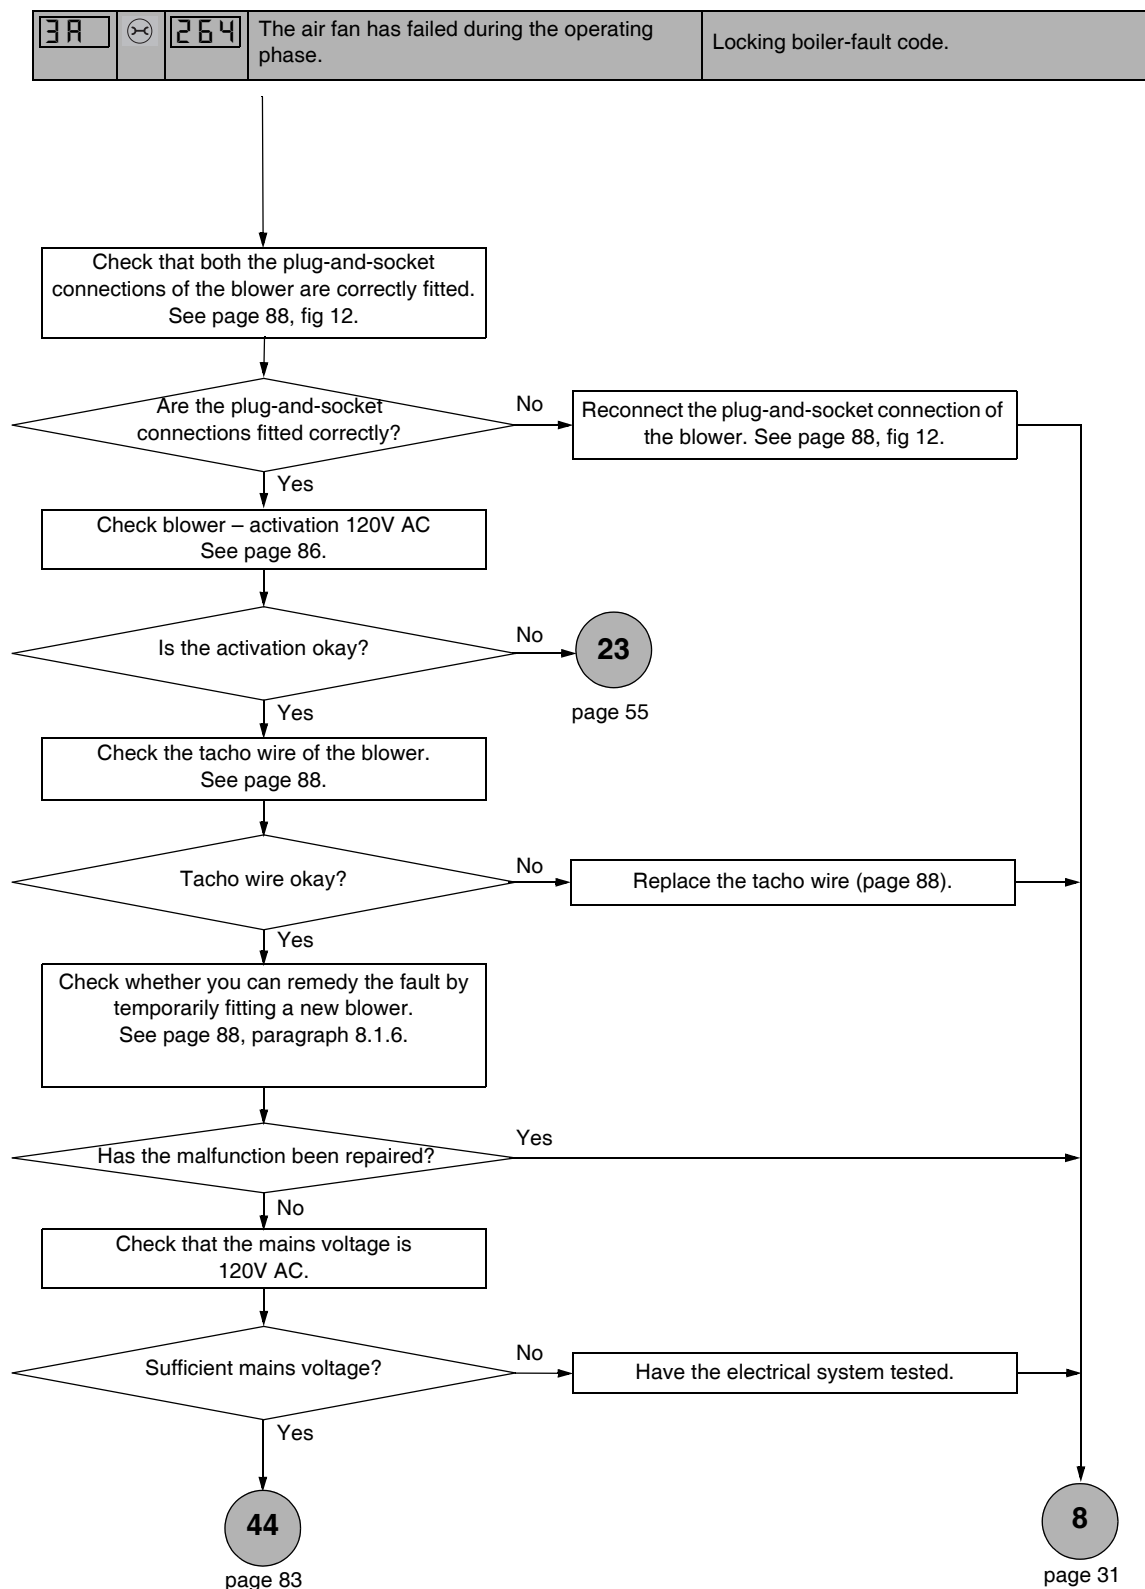 3A 264 The air fan has failed during the operating
phase.
Locking boiler-fault code.
Check that both the plug-and-socket
connections of the blower are correctly fitted.
See page 88, fig 12.
Are the plug-and-socket
connections fitted correctly?
No
Reconnect the plug-and-socket connection of
the blower. See page 88, fig 12.
Yes
Check blower – activation 120V AC
See page 86.
Is the activation okay?
No
23
page 55
Yes
Check the tacho wire of the blower.
See page 88.
Tacho wire okay?
No
Replace the tacho wire (page 88).
Yes
Check whether you can remedy the fault by
temporarily fitting a new blower.
See page 88, paragraph 8.1.6.
Has the malfunction been repaired?
Yes
No
Check that the mains voltage is
120V AC.
Sufficient mains voltage?
No
Have the electrical system tested.
Yes
44
page 83
8
page 31